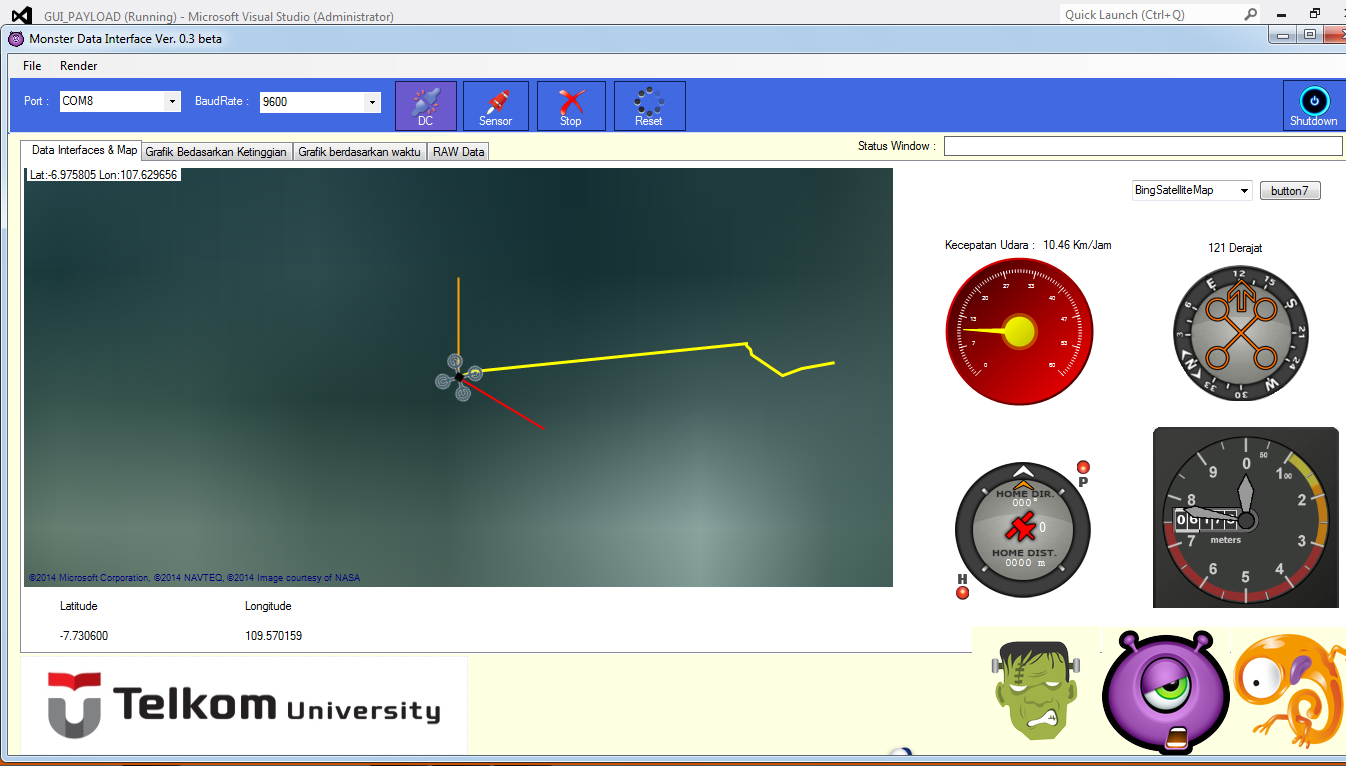 GUI_PAYLOAD (Running) - Microsoft Visual Studio (Administrator)
Quick Launch (Ctrl+Q)
Monster Data Interface Ver. 0.3 beta
File Render
Port : COM8 BaudRate : 9600 DC Sensor Stop Reset Shutdown
Data Interfaces & Map Grafik Bedasarkan Ketinggian Grafik berdasarkan waktu RAW Data Status Window :
Lat:-6.975805 Lon:107.629656
BingSatelliteMap button7
Kecepatan Udara : 10.46 Km/Jam 121 Derajat
0 7 13 20 27 33 40 47 53 60
N 3 6 E 12 15 S 21 24 W 30
HOME DIR.
000°
0
HOME DIST.
0000 m
P
H
0 50 100 2 3 4 5 6 7 8 9
meters
©2014 Microsoft Corporation, ©2014 NAVTEQ, ©2014 Image courtesy of NASA
Latitude Longitude
-7.730600 109.570159
Telkom University